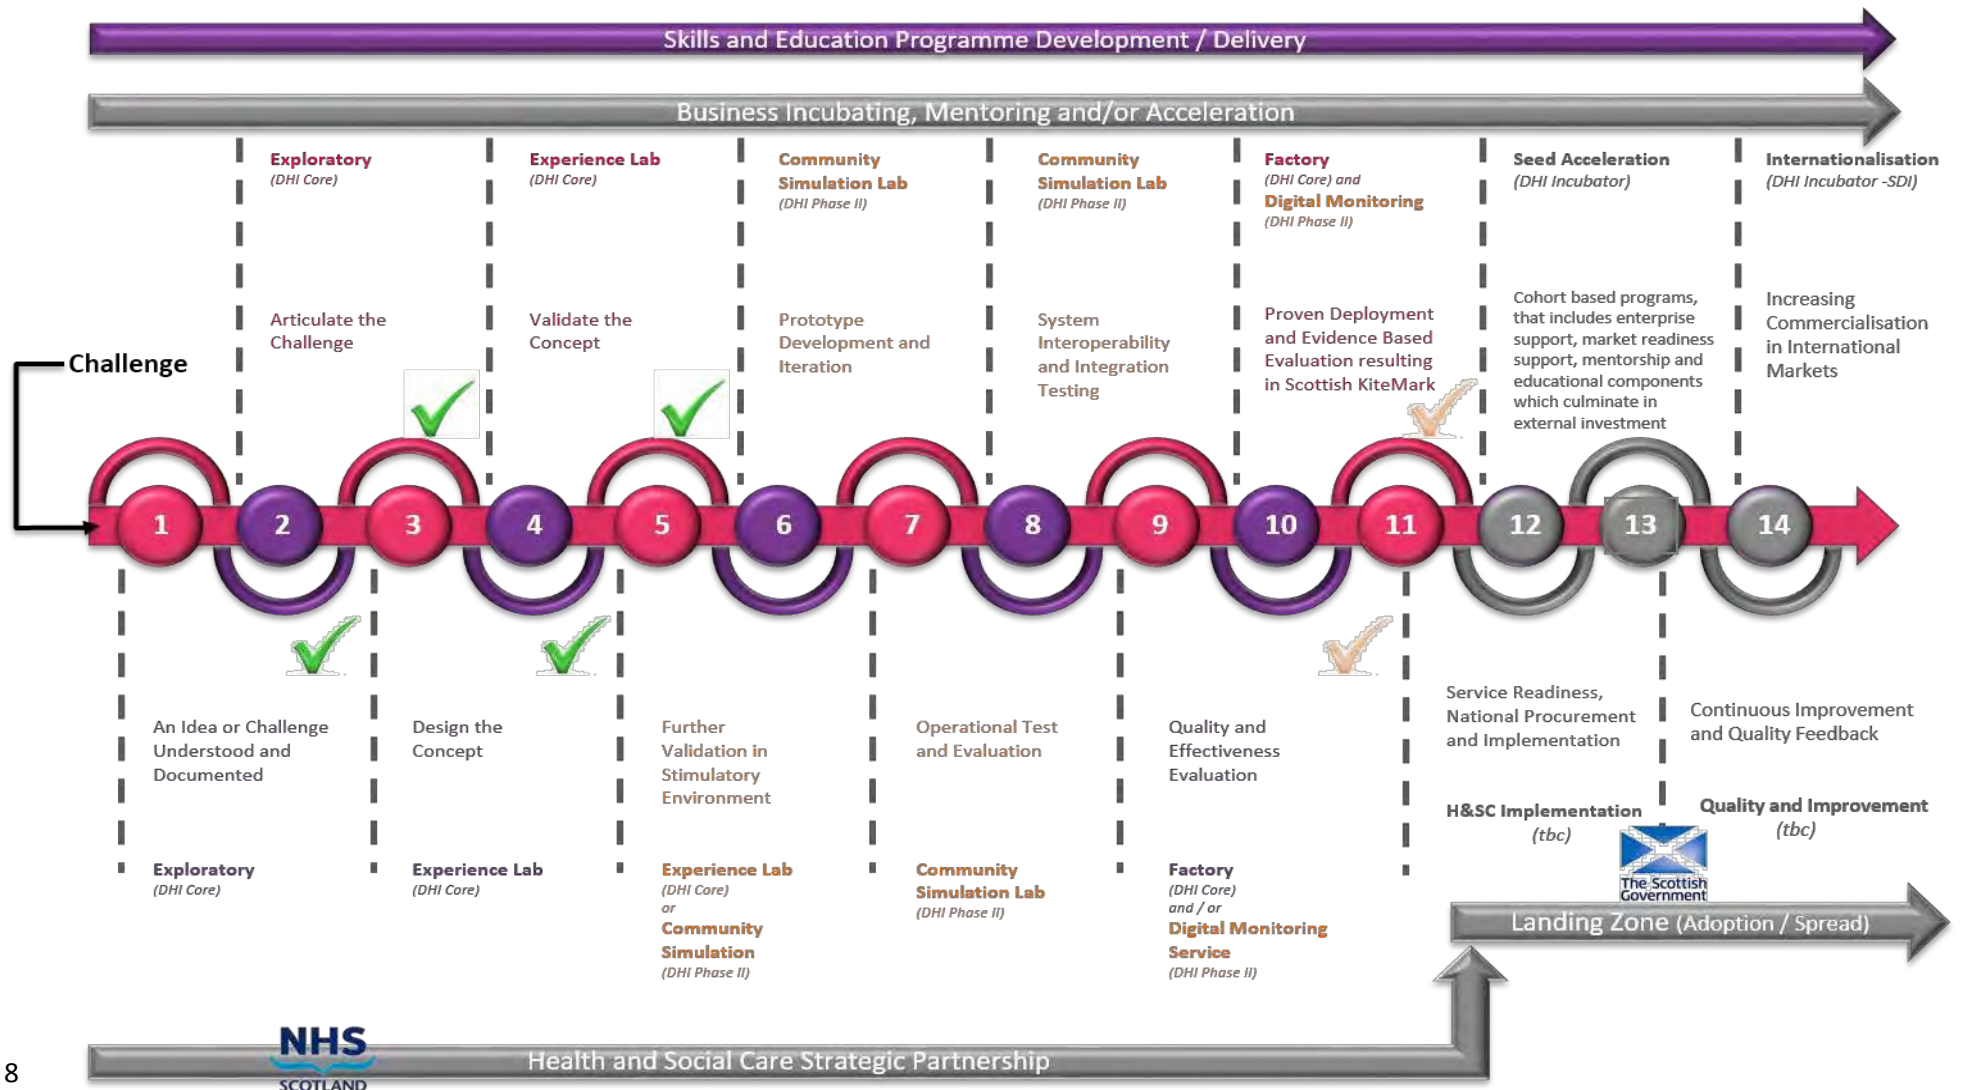 Skills and Education Programme Development / Delivery
Business Incubating, Mentoring and/or Acceleration
Exploratory
(DHI Core)
Experience Lab
(DHI Core)
Community
Simulation Lab
(DHI Phase II)
Community
Simulation Lab
(DHI Phase II)
Factory
(DHI Core) and
Digital Monitoring
(DHI Phase II)
Seed Acceleration
(DHI Incubator)
Internationalisation
(DHI Incubator -SDI)
Articulate the
Challenge
Validate the
Concept
Prototype
Development and
Iteration
System
Interoperability
and Integration
Testing
Proven Deployment
and Evidence Based
Evaluation resulting
in Scottish KiteMark
Cohort based programs,
that includes enterprise
support, market readiness
support, mentorship and
educational components
which culminate in
external investment
Increasing
Commercialisation
in International
Markets
Challenge
1 2 3 4 5 6 7 8 9 10 11 12 13 14
An Idea or Challenge
Understood and
Documented
Design the
Concept
Further
Validation in
Stimulatory
Environment
Operational Test
and Evaluation
Quality and
Effectiveness
Evaluation
Service Readiness,
National Procurement
and Implementation
Continuous Improvement
and Quality Feedback
Exploratory
(DHI Core)
Experience Lab
(DHI Core)
Experience Lab
(DHI Core)
or
Community
Simulation
(DHI Phase II)
Community
Simulation Lab
(DHI Phase II)
Factory
(DHI Core)
and / or
Digital Monitoring
Service
(DHI Phase II)
H&SC Implementation
(tbc)
Quality and Improvement
(tbc)
The Scottish
Government
Landing Zone (Adoption / Spread)
NHS
SCOTLAND
Health and Social Care Strategic Partnership
8